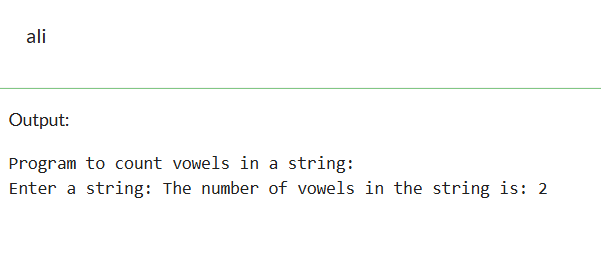 ali
Output:
Program to count vowels in a string:
Enter a string: The number of vowels in the string is: 2